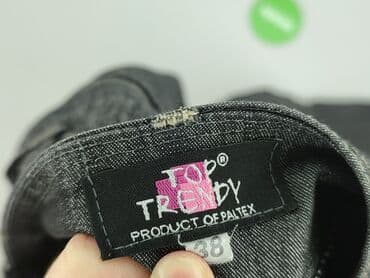 TOP®
TRENDY
PRODUCT OF PALTEX
38